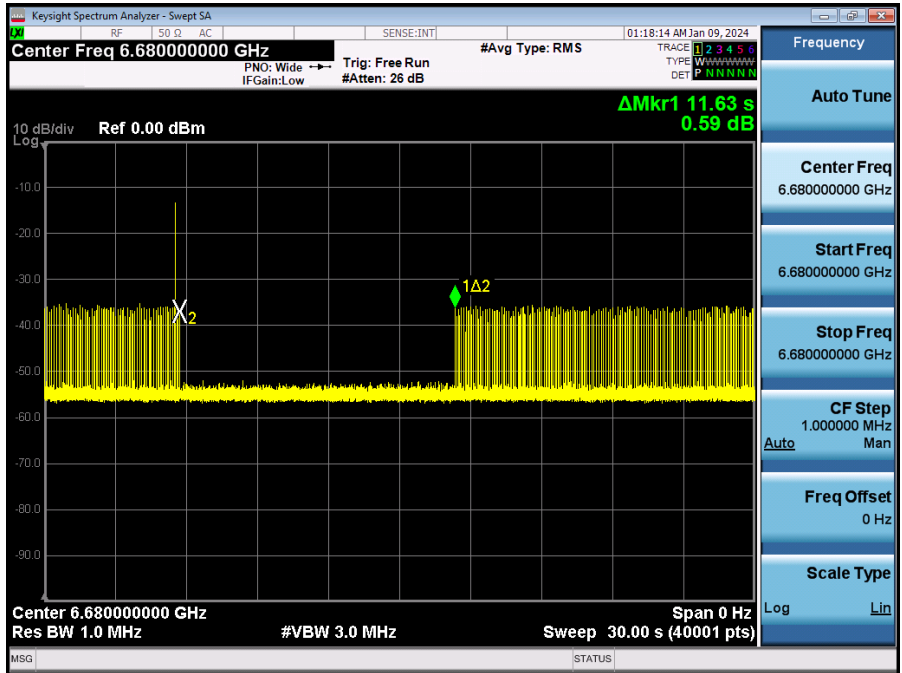 Keysight Spectrum Analyzer - Swept SA
LXI RF 50 Ω AC SENSE:INT 01:18:14 AM Jan 09, 2024
Center Freq 6.680000000 GHz
PNO: Wide
IFGain:Low
Trig: Free Run
#Atten: 26 dB
#Avg Type: RMS
TRACE 1 2 3 4 5 6
TYPE WWWWWW
DET P N N N N N
ΔMkr1 11.63 s
0.59 dB
10 dB/div Ref 0.00 dBm
Log
-10.0
-20.0
-30.0
-40.0
-50.0
-60.0
-70.0
-80.0
-90.0
1Δ2
X2
Center 6.680000000 GHz Span 0 Hz
Res BW 1.0 MHz #VBW 3.0 MHz Sweep 30.00 s (40001 pts)
MSG STATUS
Frequency
Auto Tune
Center Freq
6.680000000 GHz
Start Freq
6.680000000 GHz
Stop Freq
6.680000000 GHz
CF Step
1.000000 MHz
Auto Man
Freq Offset
0 Hz
Scale Type
Log Lin